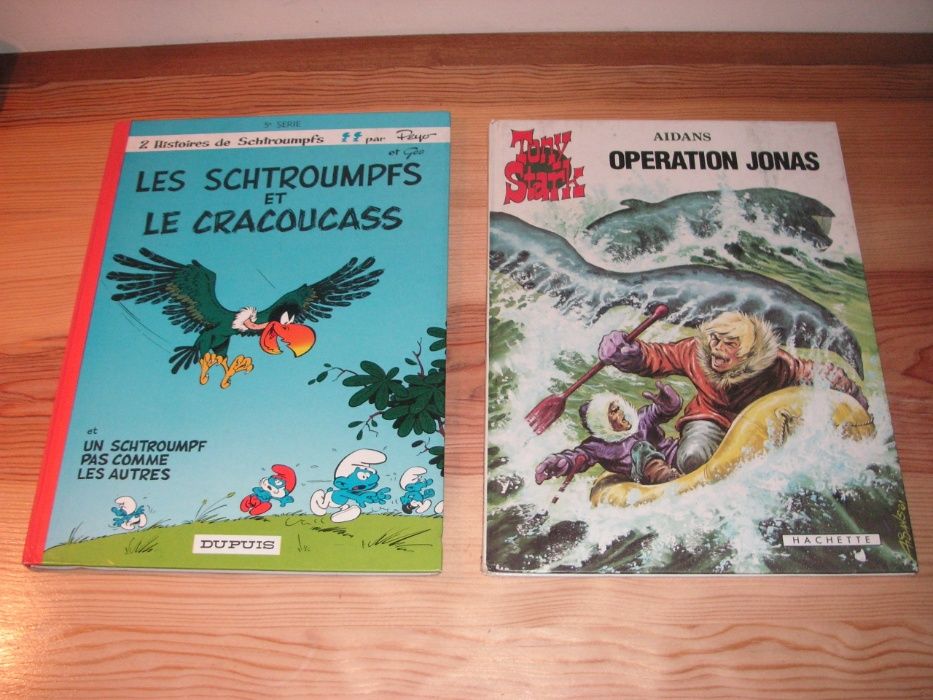 5e SERIE
2 Histoires de Schtroumpfs par Peyo
et Gos
LES SCHTROUMPFS
ET
LE CRACOUCASS
et
UN SCHTROUMPF
PAS COMME
LES AUTRES
DUPUIS
Tony
Stark
AIDANS
OPERATION JONAS
HACHETTE